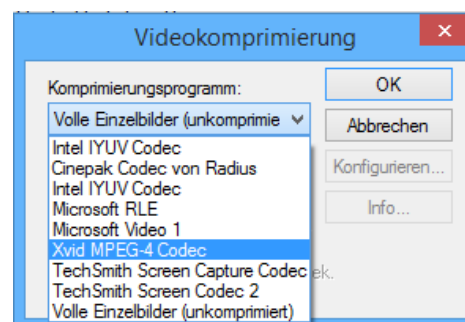 Videokomprimierung
Komprimierungsprogramm:
OK
Volle Einzelbilder (unkomprimie
Abbrechen
Intel IYUV Codec
Cinepak Codec von Radius
Konfigurieren...
Intel IYUV Codec
Microsoft RLE
Info...
Microsoft Video 1
Xvid MPEG-4 Codec
TechSmith Screen Capture Codec
ek.
TechSmith Screen Codec 2
Volle Einzelbilder (unkomprimiert)